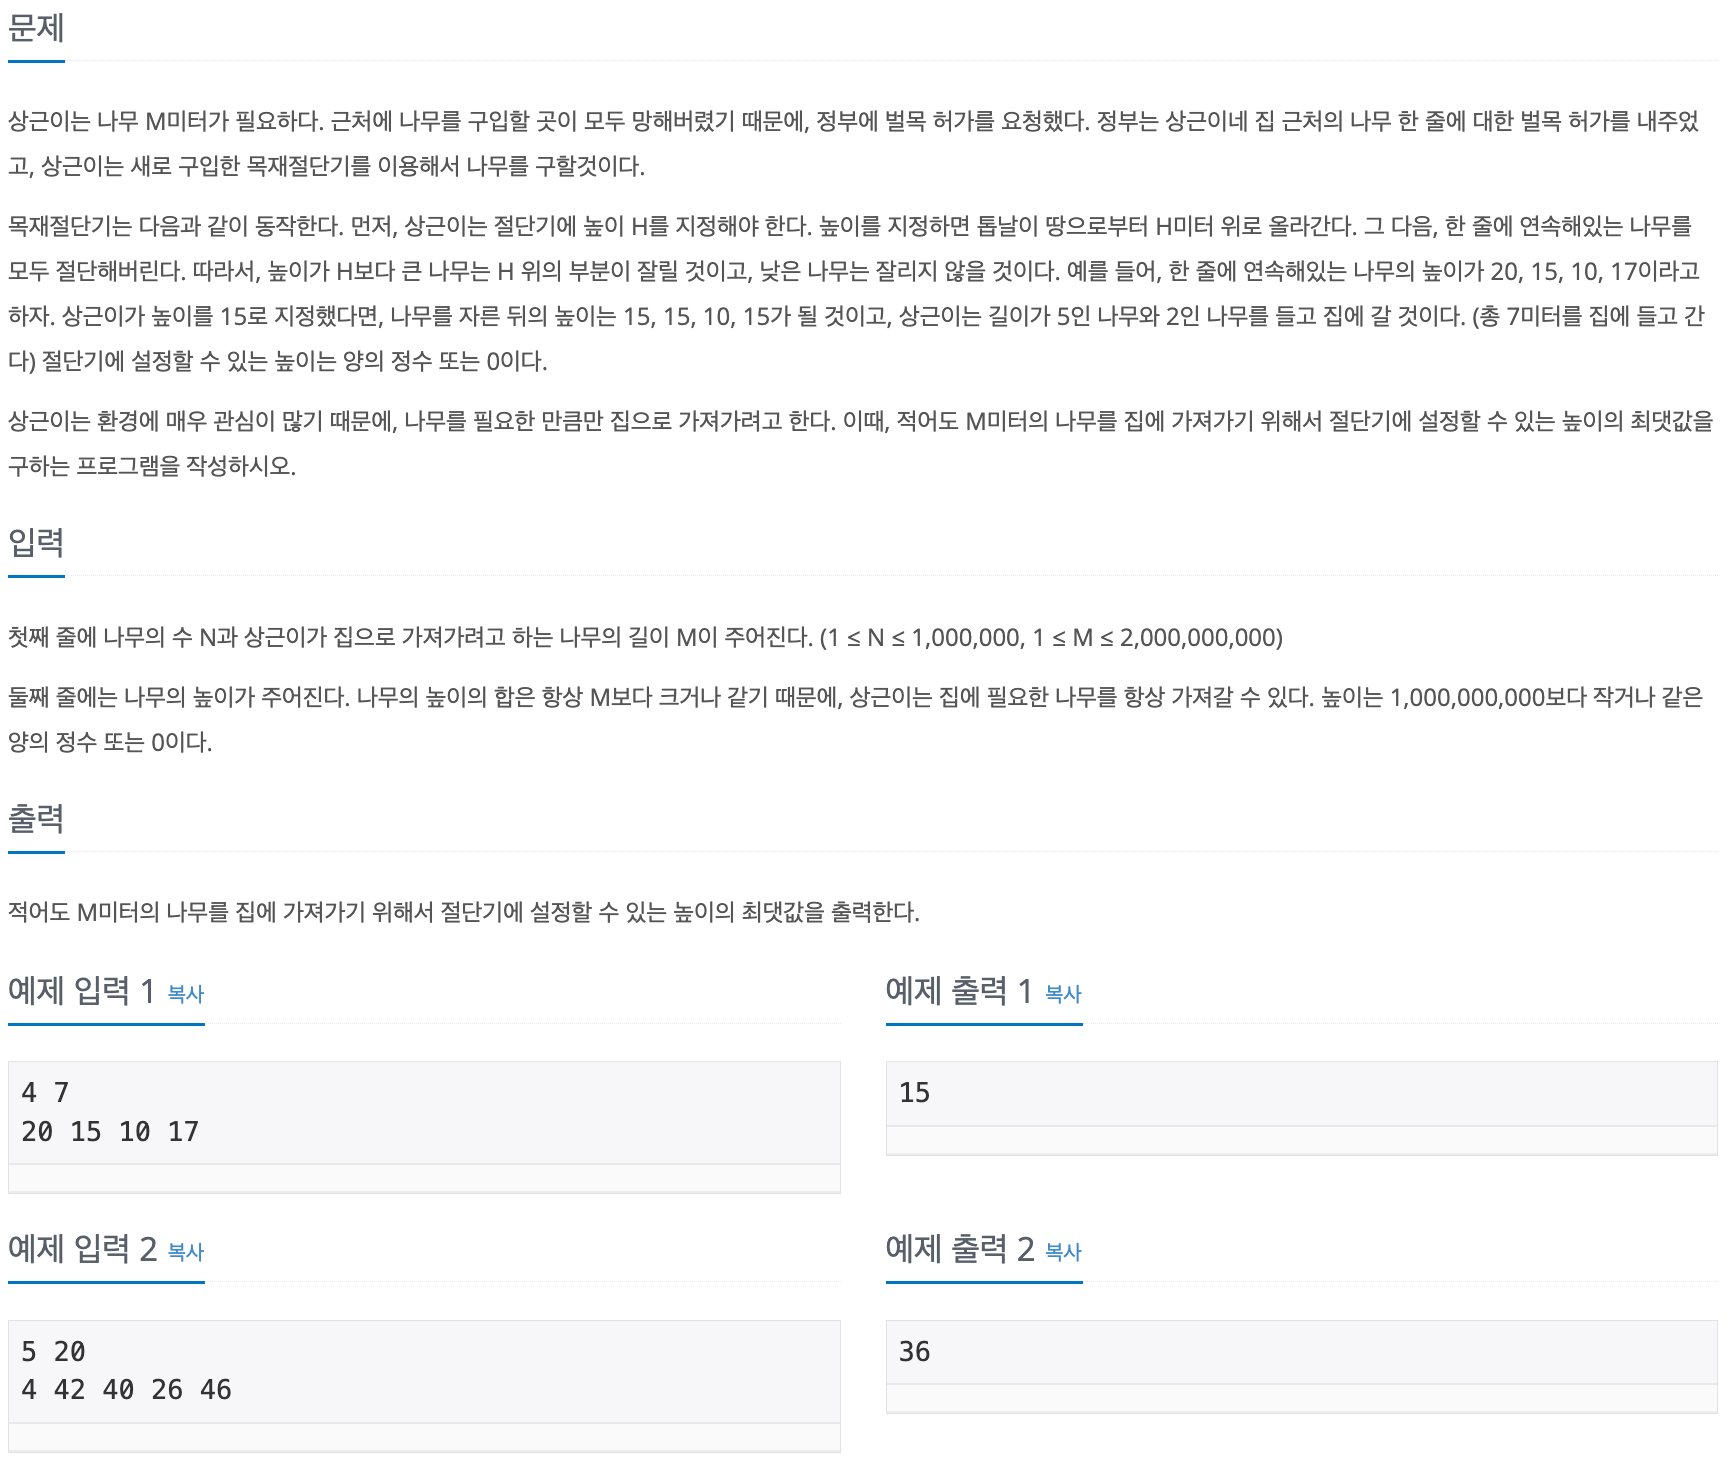 문제
상근이는 나무 M미터가 필요하다. 근처에 나무를 구입할 곳이 모두 망해버렸기 때문에, 정부에 벌목 허가를 요청했다. 정부는 상근이네 집 근처의 나무 한 줄에 대한 벌목 허가를 내주었
고, 상근이는 새로 구입한 목재절단기를 이용해서 나무를 구할것이다.
목재절단기는 다음과 같이 동작한다. 먼저, 상근이는 절단기에 높이 H를 지정해야 한다. 높이를 지정하면 톱날이 땅으로부터 H미터 위로 올라간다. 그 다음, 한 줄에 연속해있는 나무를
모두 절단해버린다. 따라서, 높이가 H보다 큰 나무는 H 위의 부분이 잘릴 것이고, 낮은 나무는 잘리지 않을 것이다. 예를 들어, 한 줄에 연속해있는 나무의 높이가 20, 15, 10, 17이라고
하자. 상근이가 높이를 15로 지정했다면, 나무를 자른 뒤의 높이는 15, 15, 10, 15가 될 것이고, 상근이는 길이가 5인 나무와 2인 나무를 들고 집에 갈 것이다. (총 7미터를 집에 들고 간
다) 절단기에 설정할 수 있는 높이는 양의 정수 또는 0이다.
상근이는 환경에 매우 관심이 많기 때문에, 나무를 필요한 만큼만 집으로 가져가려고 한다. 이때, 적어도 M미터의 나무를 집에 가져가기 위해서 절단기에 설정할 수 있는 높이의 최댓값을
구하는 프로그램을 작성하시오.
입력
첫째 줄에 나무의 수 N과 상근이가 집으로 가져가려고 하는 나무의 길이 M이 주어진다. (1 ≤ N ≤ 1,000,000, 1 ≤ M ≤ 2,000,000,000)
둘째 줄에는 나무의 높이가 주어진다. 나무의 높이의 합은 항상 M보다 크거나 같기 때문에, 상근이는 집에 필요한 나무를 항상 가져갈 수 있다. 높이는 1,000,000,000보다 작거나 같은
양의 정수 또는 0이다.
출력
적어도 M미터의 나무를 집에 가져가기 위해서 절단기에 설정할 수 있는 높이의 최댓값을 출력한다.
예제 입력 1 복사
4 7
20 15 10 17
예제 출력 1 복사
15
예제 입력 2 복사
5 20
4 42 40 26 46
예제 출력 2 복사
36